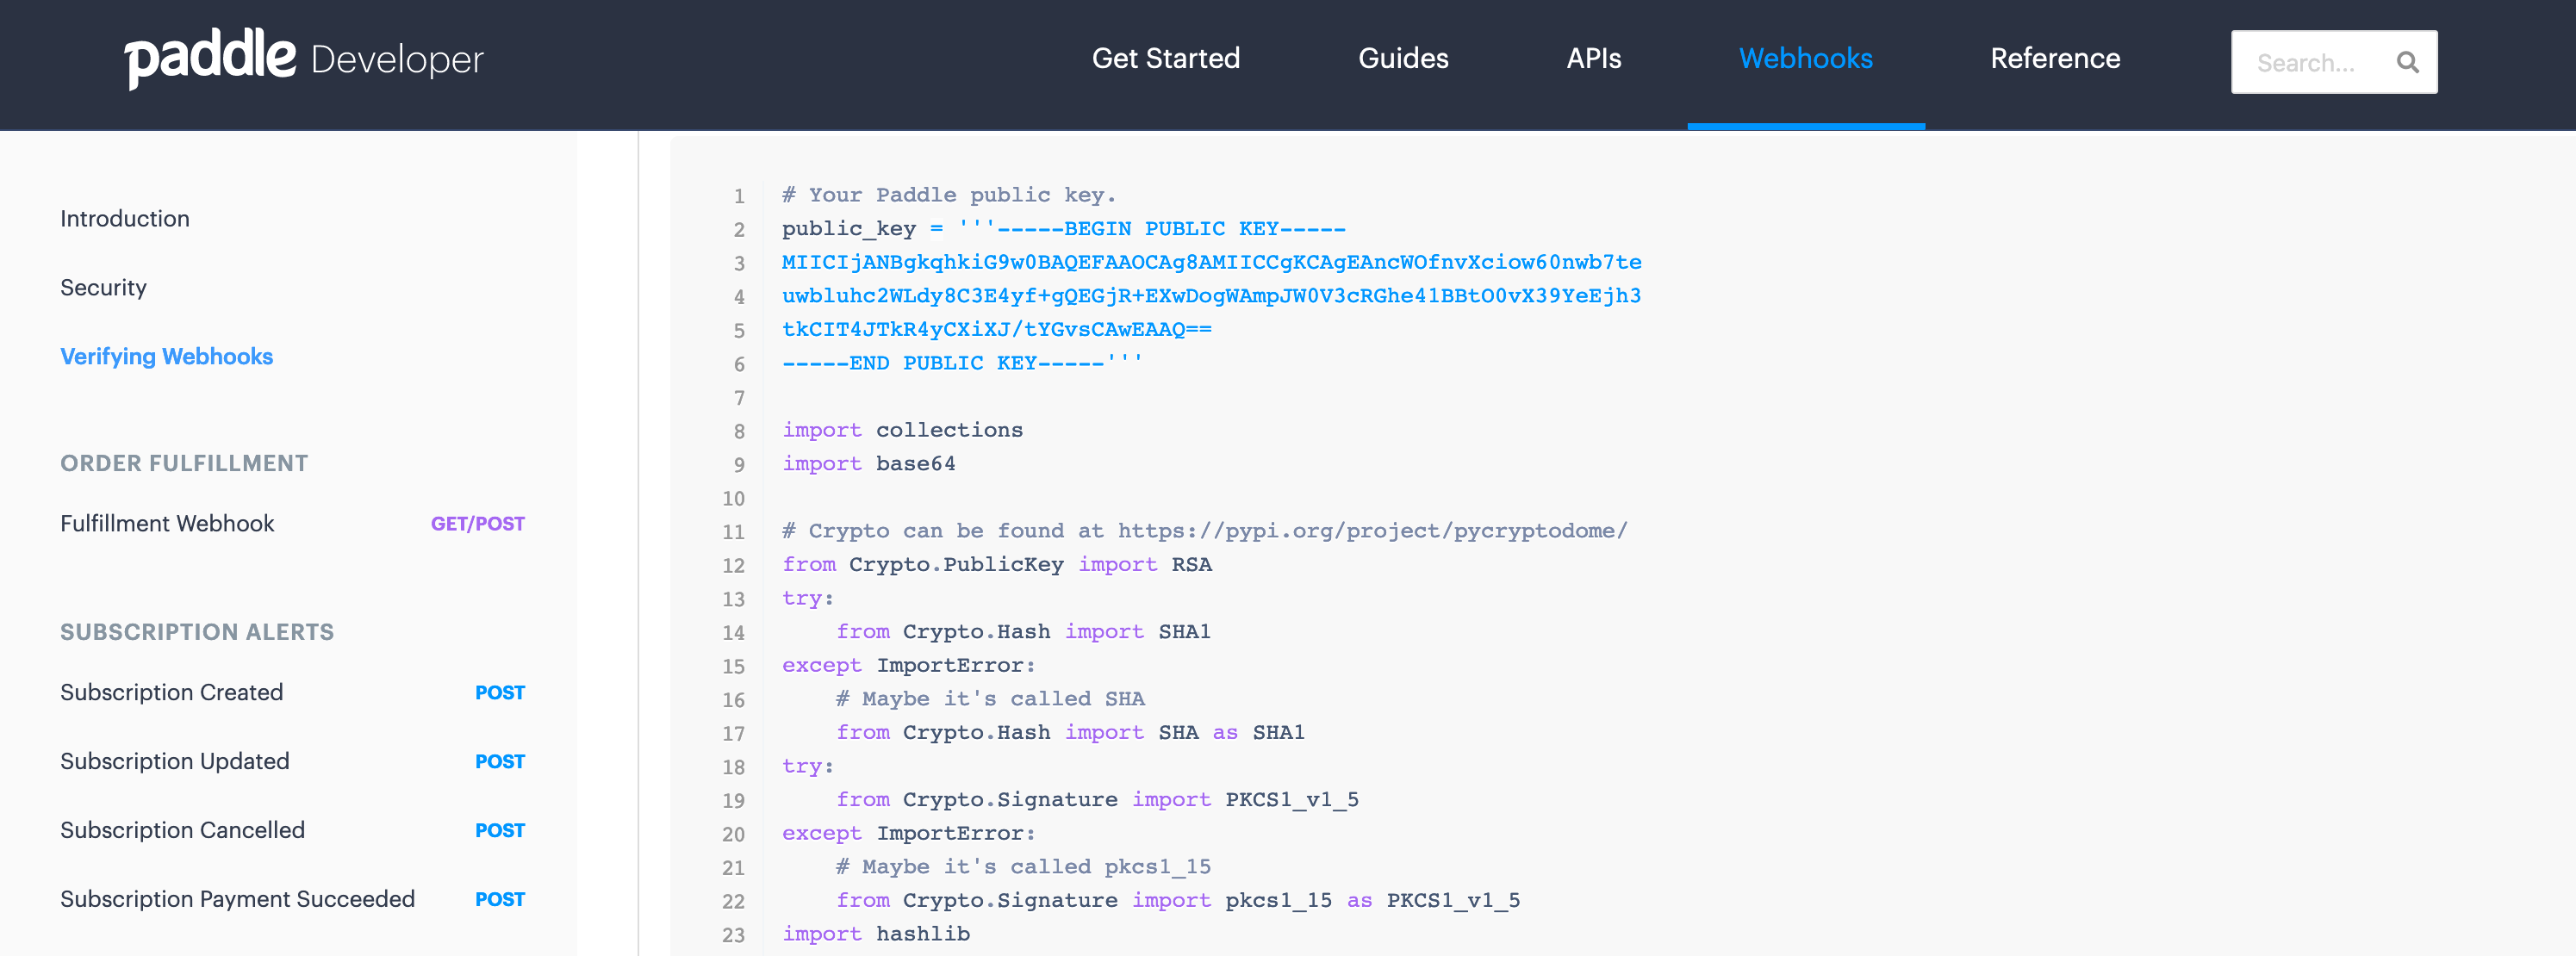 paddle Developer
Get Started
Guides
APIs
Webhooks
Reference
Search...
Introduction
Security
Verifying Webhooks
ORDER FULFILLMENT
Fulfillment Webhook GET/POST
SUBSCRIPTION ALERTS
Subscription Created POST
Subscription Updated POST
Subscription Cancelled POST
Subscription Payment Succeeded POST
1 # Your Paddle public key.
2 public_key = '''-----BEGIN PUBLIC KEY-----
3 MIICIjANBgkqhkiG9w0BAQEFAAOCAg8AMIICCgKCAgEAncWOfnvXciow60nwb7te
4 uwbluhc2WLdy8C3E4yf+gQEGjR+EXwDogWAmpJW0V3cRGhe41BBtO0vX39YeEjh3
5 tkCIT4JTkR4yCXiXJ/tYGvsCAwEAAQ==
6 -----END PUBLIC KEY-----'''
7
8 import collections
9 import base64
10
11 # Crypto can be found at https://pypi.org/project/pycryptodome/
12 from Crypto.PublicKey import RSA
13 try:
14     from Crypto.Hash import SHA1
15 except ImportError:
16     # Maybe it's called SHA
17     from Crypto.Hash import SHA as SHA1
18 try:
19     from Crypto.Signature import PKCS1_v1_5
20 except ImportError:
21     # Maybe it's called pkcs1_15
22     from Crypto.Signature import pkcs1_15 as PKCS1_v1_5
23 import hashlib